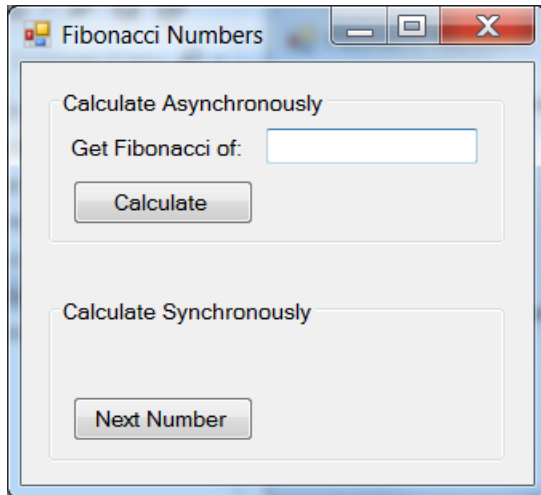 Fibonacci Numbers
Calculate Asynchronously
Get Fibonacci of:
Calculate
Calculate Synchronously
Next Number